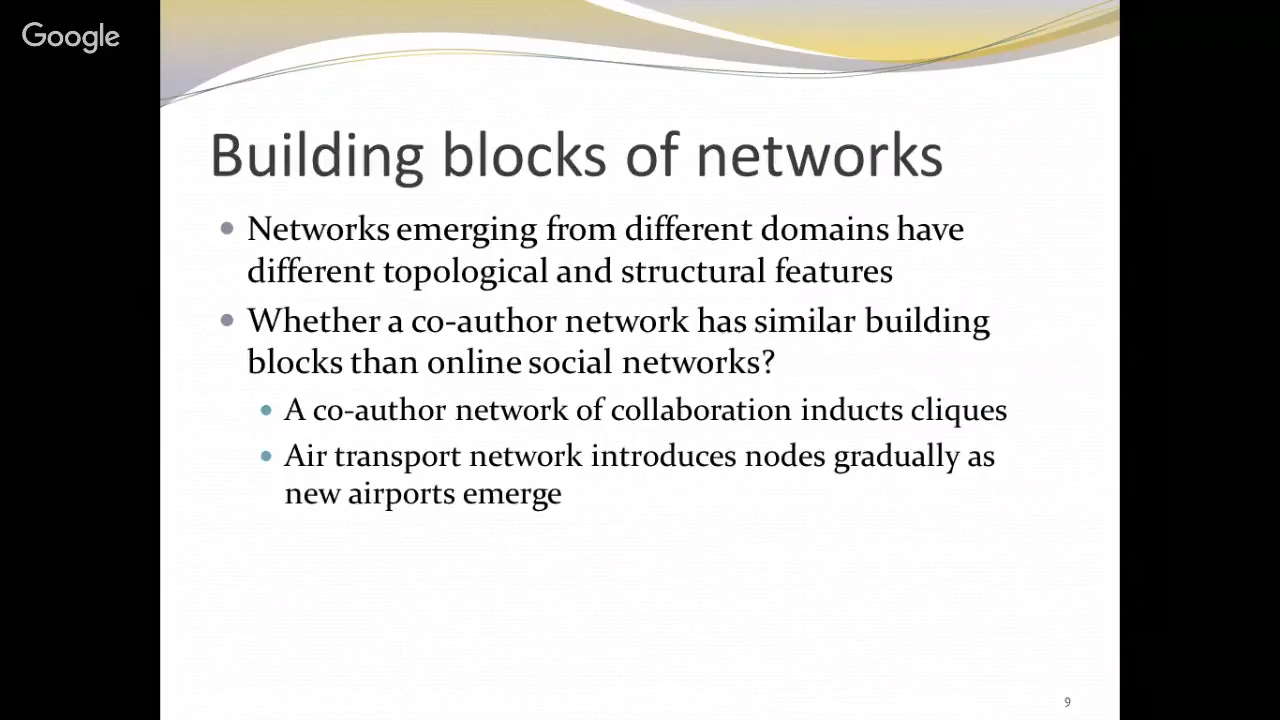 Google
Building blocks of networks
• Networks emerging from different domains have
different topological and structural features
• Whether a co-author network has similar building
blocks than online social networks?
• A co-author network of collaboration inducts cliques
• Air transport network introduces nodes gradually as
new airports emerge
9